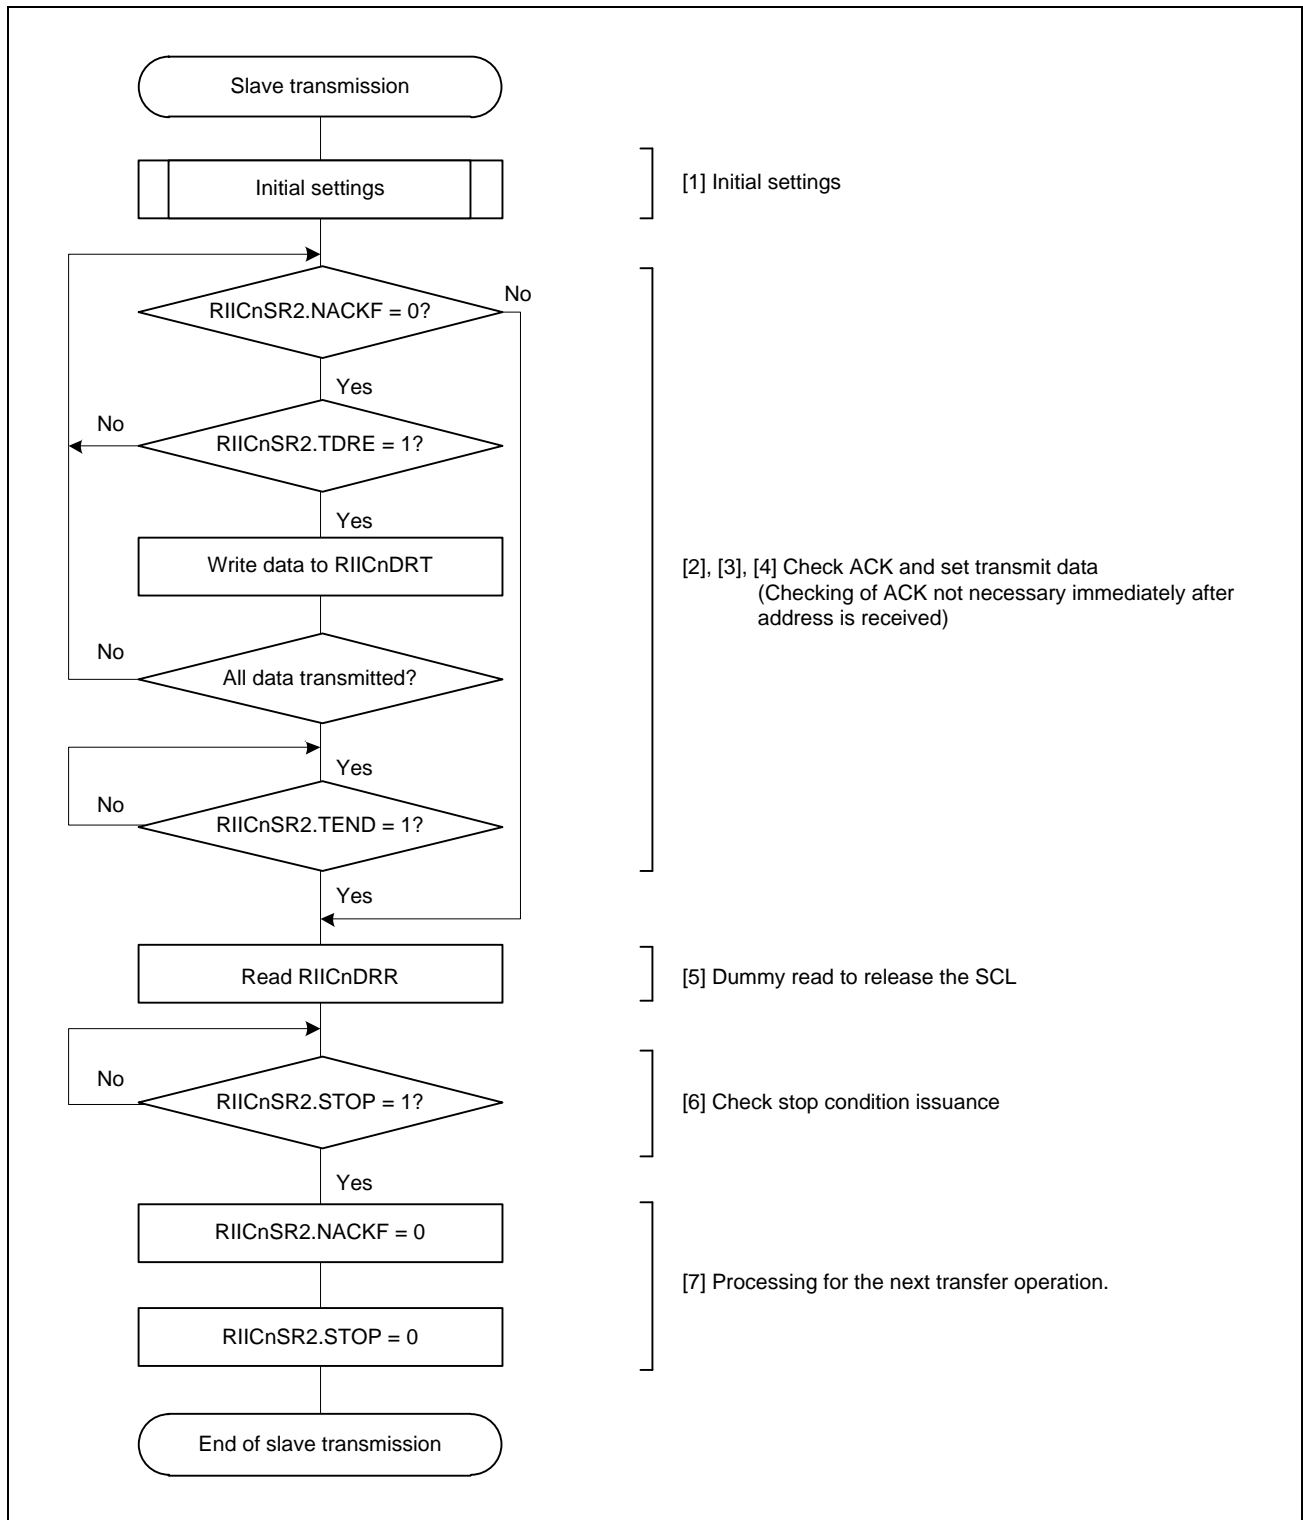 Slave transmission
Initial settings
[1] Initial settings
RIICnSR2.NACKF = 0?
No
Yes
No
RIICnSR2.TDRE = 1?
Yes
Write data to RIICnDRT
[2], [3], [4] Check ACK and set transmit data
(Checking of ACK not necessary immediately after
address is received)
No
All data transmitted?
Yes
No
RIICnSR2.TEND = 1?
Yes
Read RIICnDRR
[5] Dummy read to release the SCL
No
RIICnSR2.STOP = 1?
[6] Check stop condition issuance
Yes
RIICnSR2.NACKF = 0
[7] Processing for the next transfer operation.
RIICnSR2.STOP = 0
End of slave transmission